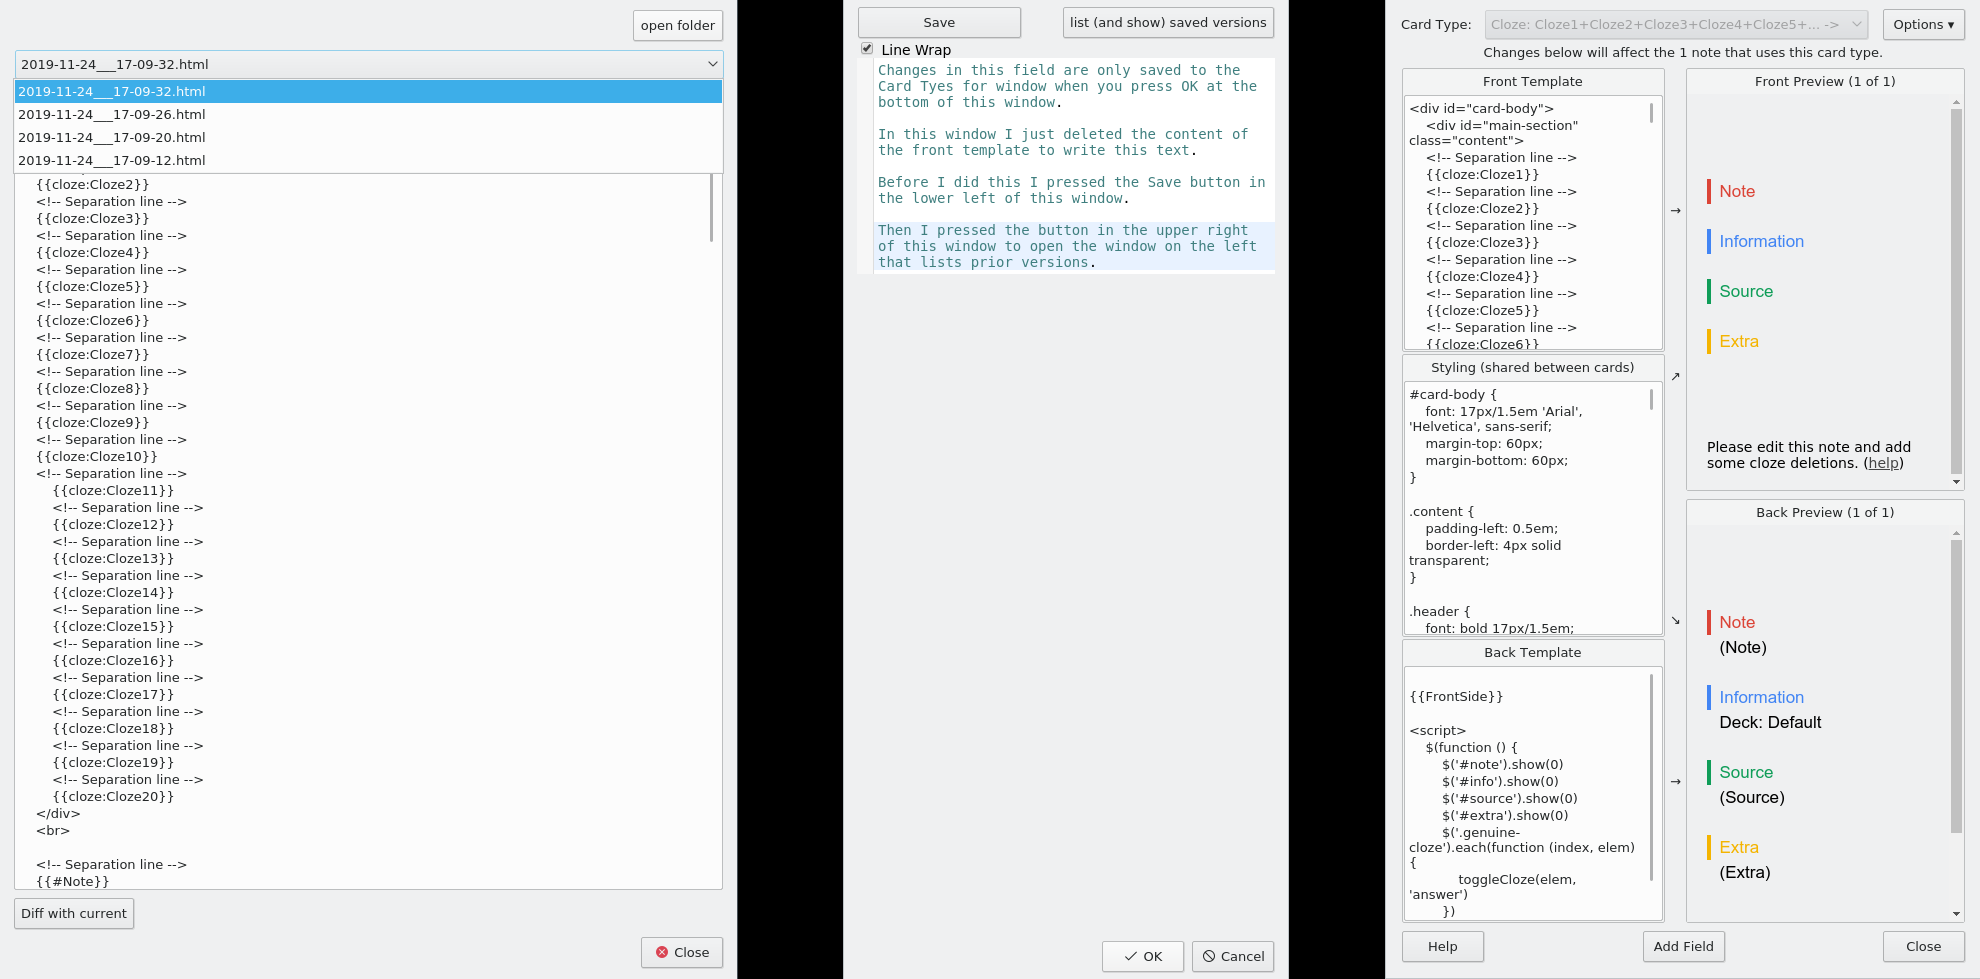 open folder
2019-11-24___17-09-32.html
2019-11-24___17-09-32.html
2019-11-24___17-09-26.html
2019-11-24___17-09-20.html
2019-11-24___17-09-12.html
{{cloze:Cloze2}}
<!-- Separation line -->
{{cloze:Cloze3}}
<!-- Separation line -->
{{cloze:Cloze4}}
<!-- Separation line -->
{{cloze:Cloze5}}
<!-- Separation line -->
{{cloze:Cloze6}}
<!-- Separation line -->
{{cloze:Cloze7}}
<!-- Separation line -->
{{cloze:Cloze8}}
<!-- Separation line -->
{{cloze:Cloze9}}
<!-- Separation line -->
{{cloze:Cloze10}}
<!-- Separation line -->
{{cloze:Cloze11}}
<!-- Separation line -->
{{cloze:Cloze12}}
<!-- Separation line -->
{{cloze:Cloze13}}
<!-- Separation line -->
{{cloze:Cloze14}}
<!-- Separation line -->
{{cloze:Cloze15}}
<!-- Separation line -->
{{cloze:Cloze16}}
<!-- Separation line -->
{{cloze:Cloze17}}
<!-- Separation line -->
{{cloze:Cloze18}}
<!-- Separation line -->
{{cloze:Cloze19}}
<!-- Separation line -->
{{cloze:Cloze20}}
</div>
<br>
<!-- Separation line -->
{{#Note}}
Diff with current
Close
Save
list (and show) saved versions
Line Wrap
Changes in this field are only saved to the
Card Tyes for window when you press OK at the
bottom of this window.
In this window I just deleted the content of
the front template to write this text.
Before I did this I pressed the Save button in
the lower left of this window.
Then I pressed the button in the upper right
of this window to open the window on the left
that lists prior versions.
OK
Cancel
Card Type:
Cloze: Cloze1+Cloze2+Cloze3+Cloze4+Cloze5+... ->
Options ▾
Changes below will affect the 1 note that uses this card type.
Front Template
<div id="card-body">
<div id="main-section"
class="content">
<!-- Separation line -->
{{cloze:Cloze1}}
<!-- Separation line -->
{{cloze:Cloze2}}
<!-- Separation line -->
{{cloze:Cloze3}}
<!-- Separation line -->
{{cloze:Cloze4}}
<!-- Separation line -->
{{cloze:Cloze5}}
<!-- Separation line -->
{{cloze:Cloze6}}
Styling (shared between cards)
#card-body {
font: 17px/1.5em 'Arial',
'Helvetica', sans-serif;
margin-top: 60px;
margin-bottom: 60px;
}
.content {
padding-left: 0.5em;
border-left: 4px solid
transparent;
}
.header {
font: bold 17px/1.5em;
Back Template
{{FrontSide}}
<script>
$(function () {
$('#note').show(0)
$('#info').show(0)
$('#source').show(0)
$('#extra').show(0)
$('.genuine-
cloze').each(function (index, elem)
{
toggleCloze(elem,
'answer')
})
→
↗
↘
→
Front Preview (1 of 1)
Note
Information
Source
Extra
Please edit this note and add
some cloze deletions. (help)
Back Preview (1 of 1)
Note
(Note)
Information
Deck: Default
Source
(Source)
Extra
(Extra)
Help
Add Field
Close